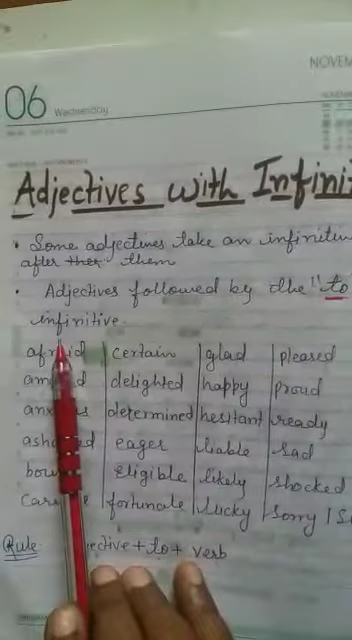 NOVEM
06 Wednesday
Adjectives with Infinit
• Some adjectives take an infinitive
after them
• Adjectives followed by the "to
infinitive.
afraid certain glad pleased
delighted happy proud
determined hesitant ready
eager liable sad
Eligible likely shocked
fortunate lucky sorry
Rule ective + to + verb